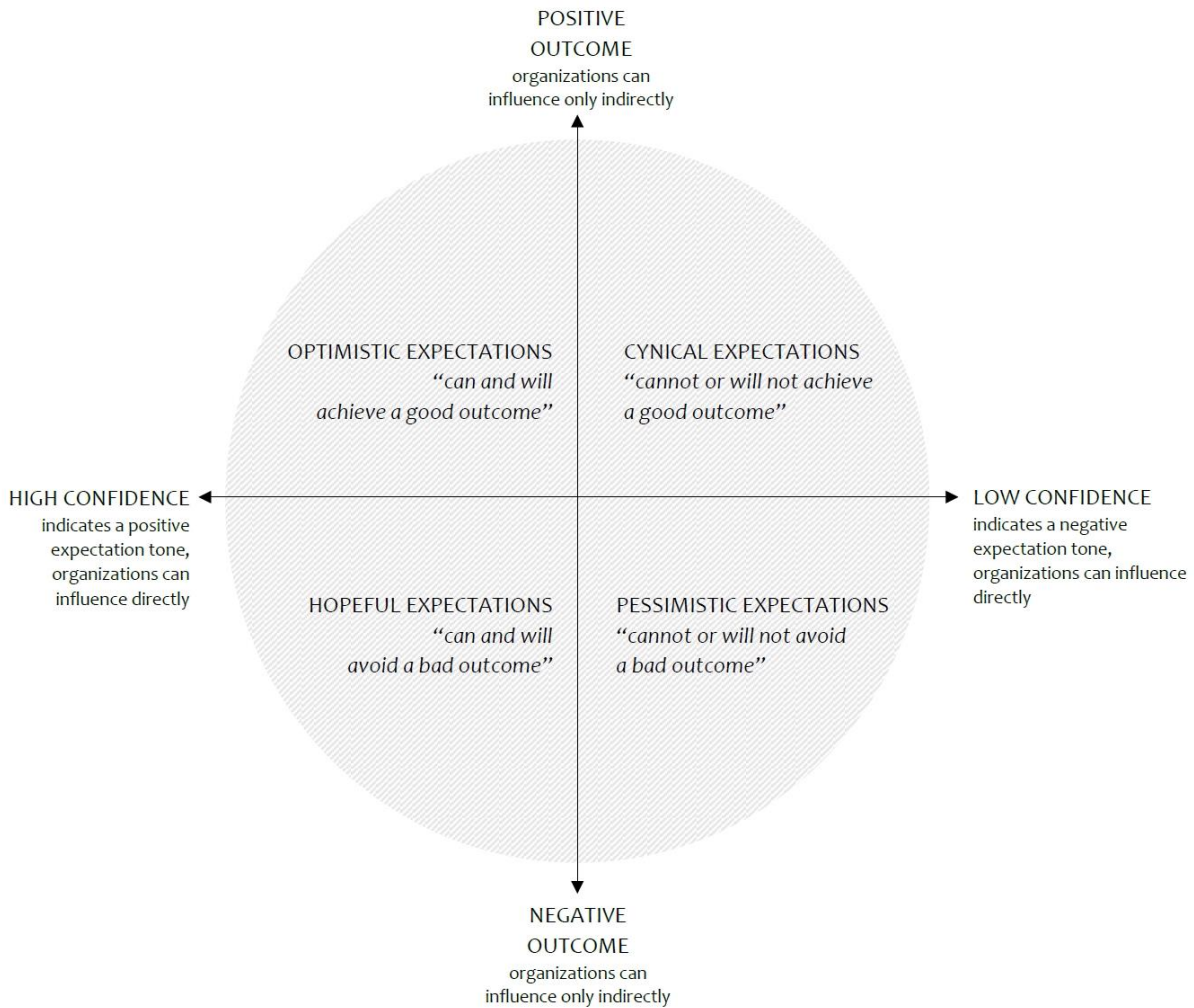 POSITIVE
OUTCOME
organizations can
influence only indirectly
OPTIMISTIC EXPECTATIONS
“can and will
achieve a good outcome”
CYNICAL EXPECTATIONS
“cannot or will not achieve
a good outcome”
HIGH CONFIDENCE
indicates a positive
expectation tone,
organizations can
influence directly
LOW CONFIDENCE
indicates a negative
expectation tone,
organizations can influence
directly
HOPEFUL EXPECTATIONS
“can and will
avoid a bad outcome”
PESSIMISTIC EXPECTATIONS
“cannot or will not avoid
a bad outcome”
NEGATIVE
OUTCOME
organizations can
influence only indirectly